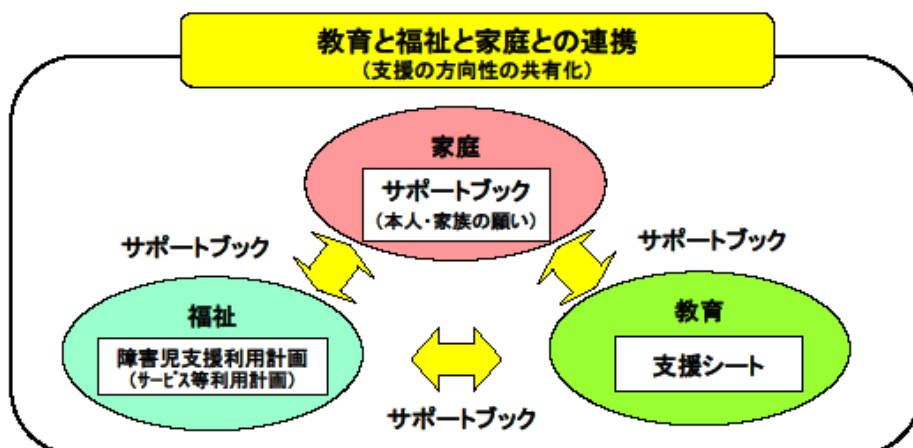 教育と福祉と家庭との連携
(支援の方向性の共有化)
家庭
サポートブック
(本人・家族の願い)
サポートブック
サポートブック
福祉
障害児支援利用計画
(サービス等利用計画)
教育
支援シート
サポートブック